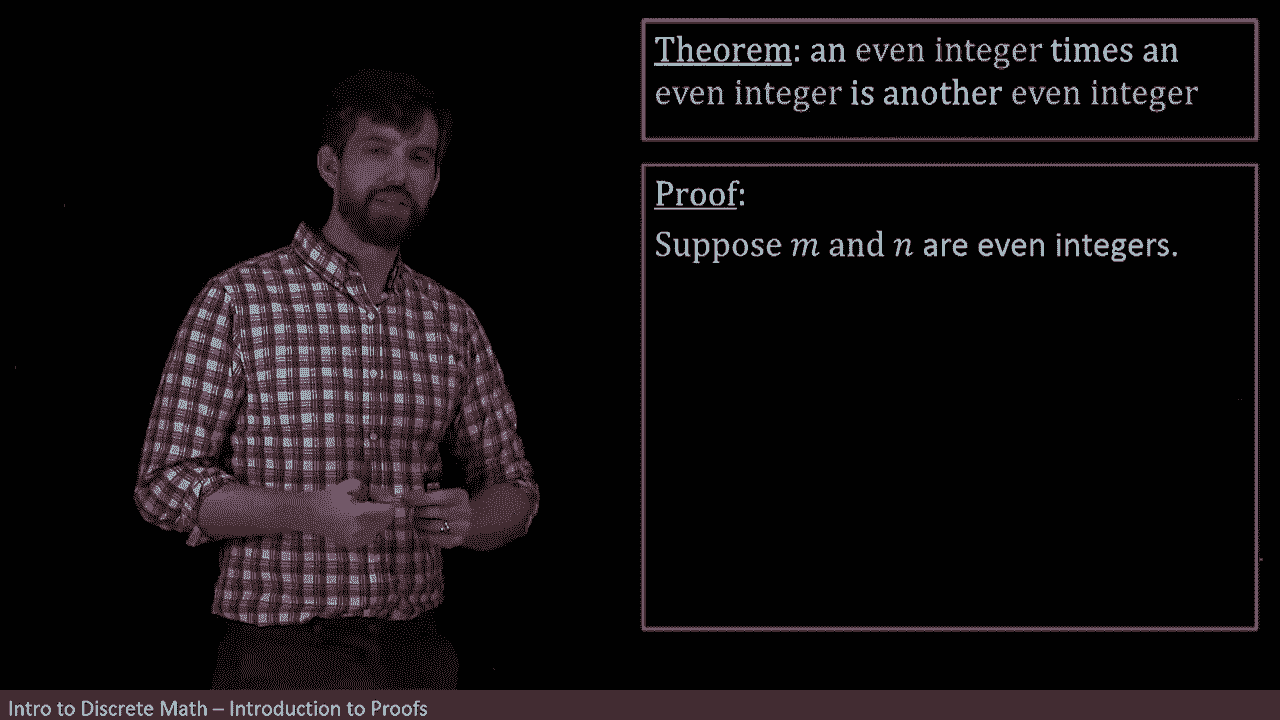 Theorem: an even integer times an
even integer is another even integer
Proof:
Suppose m and n are even integers.
Intro to Discrete Math – Introduction to Proofs